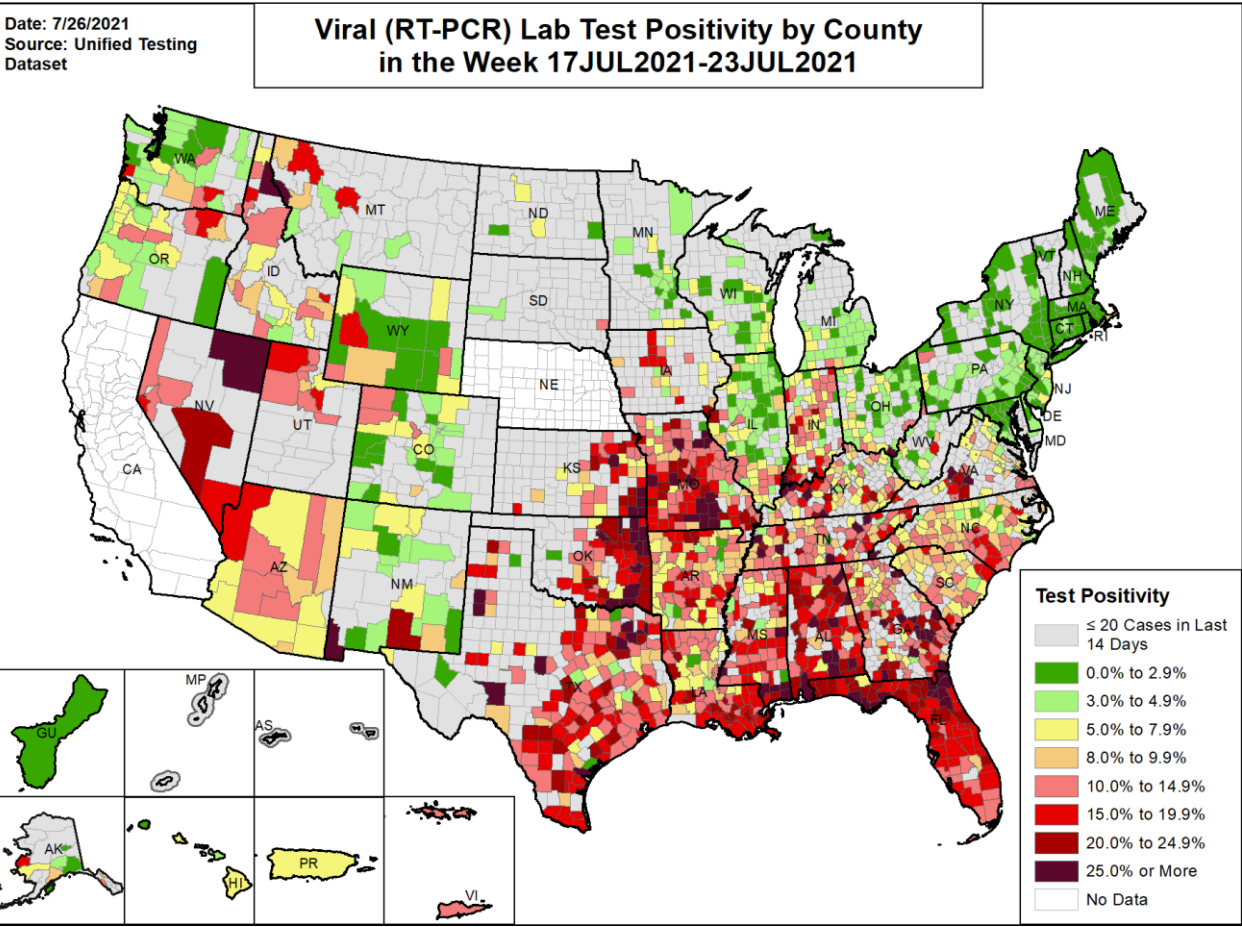 Date: 7/26/2021
Source: Unified Testing
Dataset
Viral (RT-PCR) Lab Test Positivity by County
in the Week 17JUL2021-23JUL2021
WA
MT
ND
MN
ME
OR
ID
SD
WI
MI
VT
NH
NY
MA
CT
RI
WY
NE
IA
PA
NJ
NV
UT
CO
IL
IN
OH
DE
MD
WV
VA
CA
KS
MO
KY
AZ
NM
OK
AR
TN
NC
SC
MS
AL
GA
TX
LA
FL
GU
MP
AS
AK
HI
PR
VI
Test Positivity
≤ 20 Cases in Last
14 Days
0.0% to 2.9%
3.0% to 4.9%
5.0% to 7.9%
8.0% to 9.9%
10.0% to 14.9%
15.0% to 19.9%
20.0% to 24.9%
25.0% or More
No Data